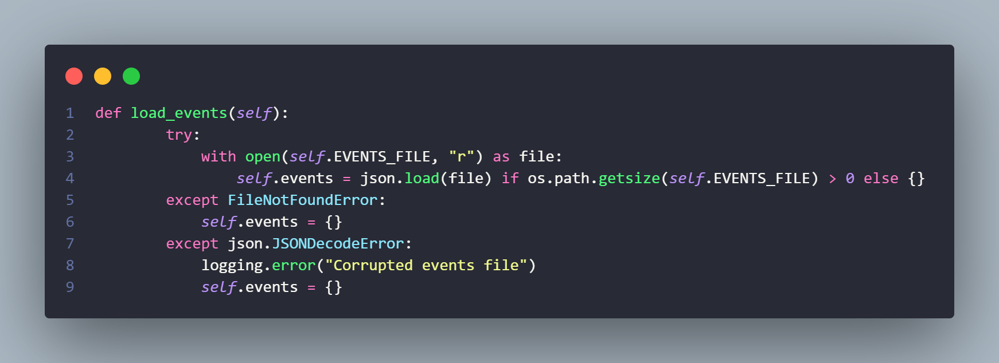 1 def load_events(self):
2         try:
3             with open(self.EVENTS_FILE, "r") as file:
4                 self.events = json.load(file) if os.path.getsize(self.EVENTS_FILE) > 0 else {}
5         except FileNotFoundError:
6             self.events = {}
7         except json.JSONDecodeError:
8             logging.error("Corrupted events file")
9             self.events = {}